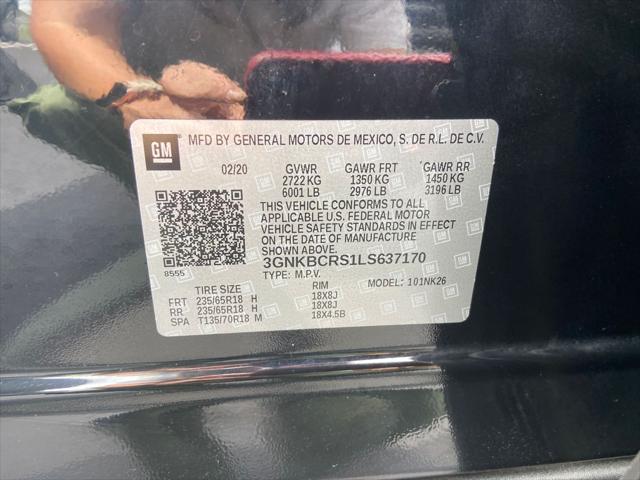 GM
MFD BY GENERAL MOTORS DE MEXICO, S. DE R.L. DE C.V.
02/20 GVWR GAWR FRT GAWR RR
2722 KG 1350 KG 1450 KG
6001 LB 2976 LB 3196 LB
THIS VEHICLE CONFORMS TO ALL
APPLICABLE U.S. FEDERAL MOTOR
VEHICLE SAFETY STANDARDS IN EFFECT
ON THE DATE OF MANUFACTURE
SHOWN ABOVE.
3GNKBCRS1LS637170
8555 TYPE: M.P.V. MODEL: 101NK26
TIRE SIZE RIM
FRT 235/65R18 H 18X8J
RR 235/65R18 H 18X8J
SPA T135/70R18 M 18X4.5B